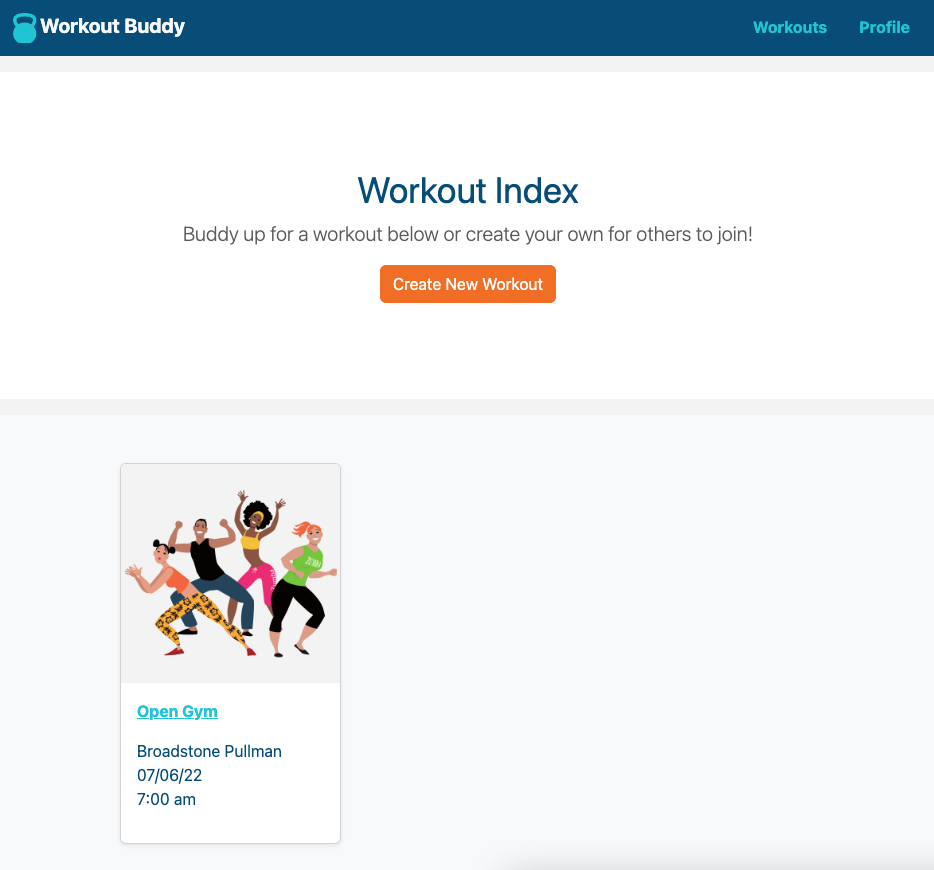 Workout Buddy
Workouts
Profile
Workout Index
Buddy up for a workout below or create your own for others to join!
Create New Workout
ZUMBA
Open Gym
Broadstone Pullman
07/06/22
7:00 am